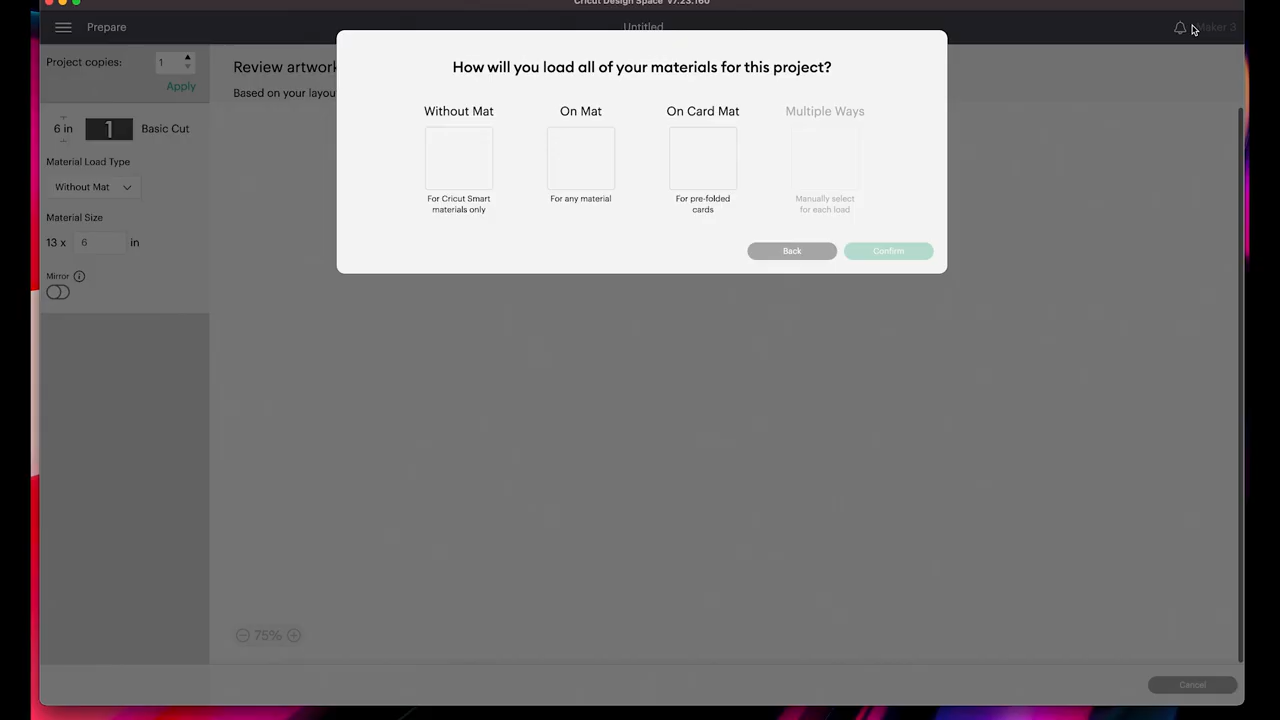 Cricut Design Space v7.23.160
Prepare
Untitled
Maker 3
Project copies:
1
Apply
6 in
1
Basic Cut
Material Load Type
Without Mat
Material Size
13 x
6
in
Mirror
Review artwork
Based on your layou
How will you load all of your materials for this project?
Without Mat
For Cricut Smart
materials only
On Mat
For any material
On Card Mat
For pre-folded
cards
Multiple Ways
Manually select
for each load
Back
Confirm
75%
Cancel